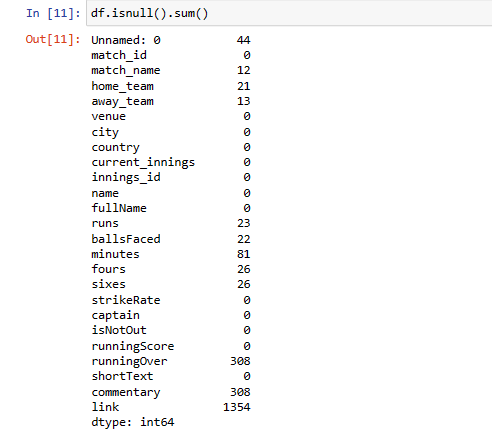 In [11]: df.isnull().sum()
Out[11]: Unnamed: 0 44
match_id 0
match_name 12
home_team 21
away_team 13
venue 0
city 0
country 0
current_innings 0
innings_id 0
name 0
fullName 0
runs 23
ballsFaced 22
minutes 81
fours 26
sixes 26
strikeRate 0
captain 0
isNotOut 0
runningScore 0
runningOver 308
shortText 0
commentary 308
link 1354
dtype: int64